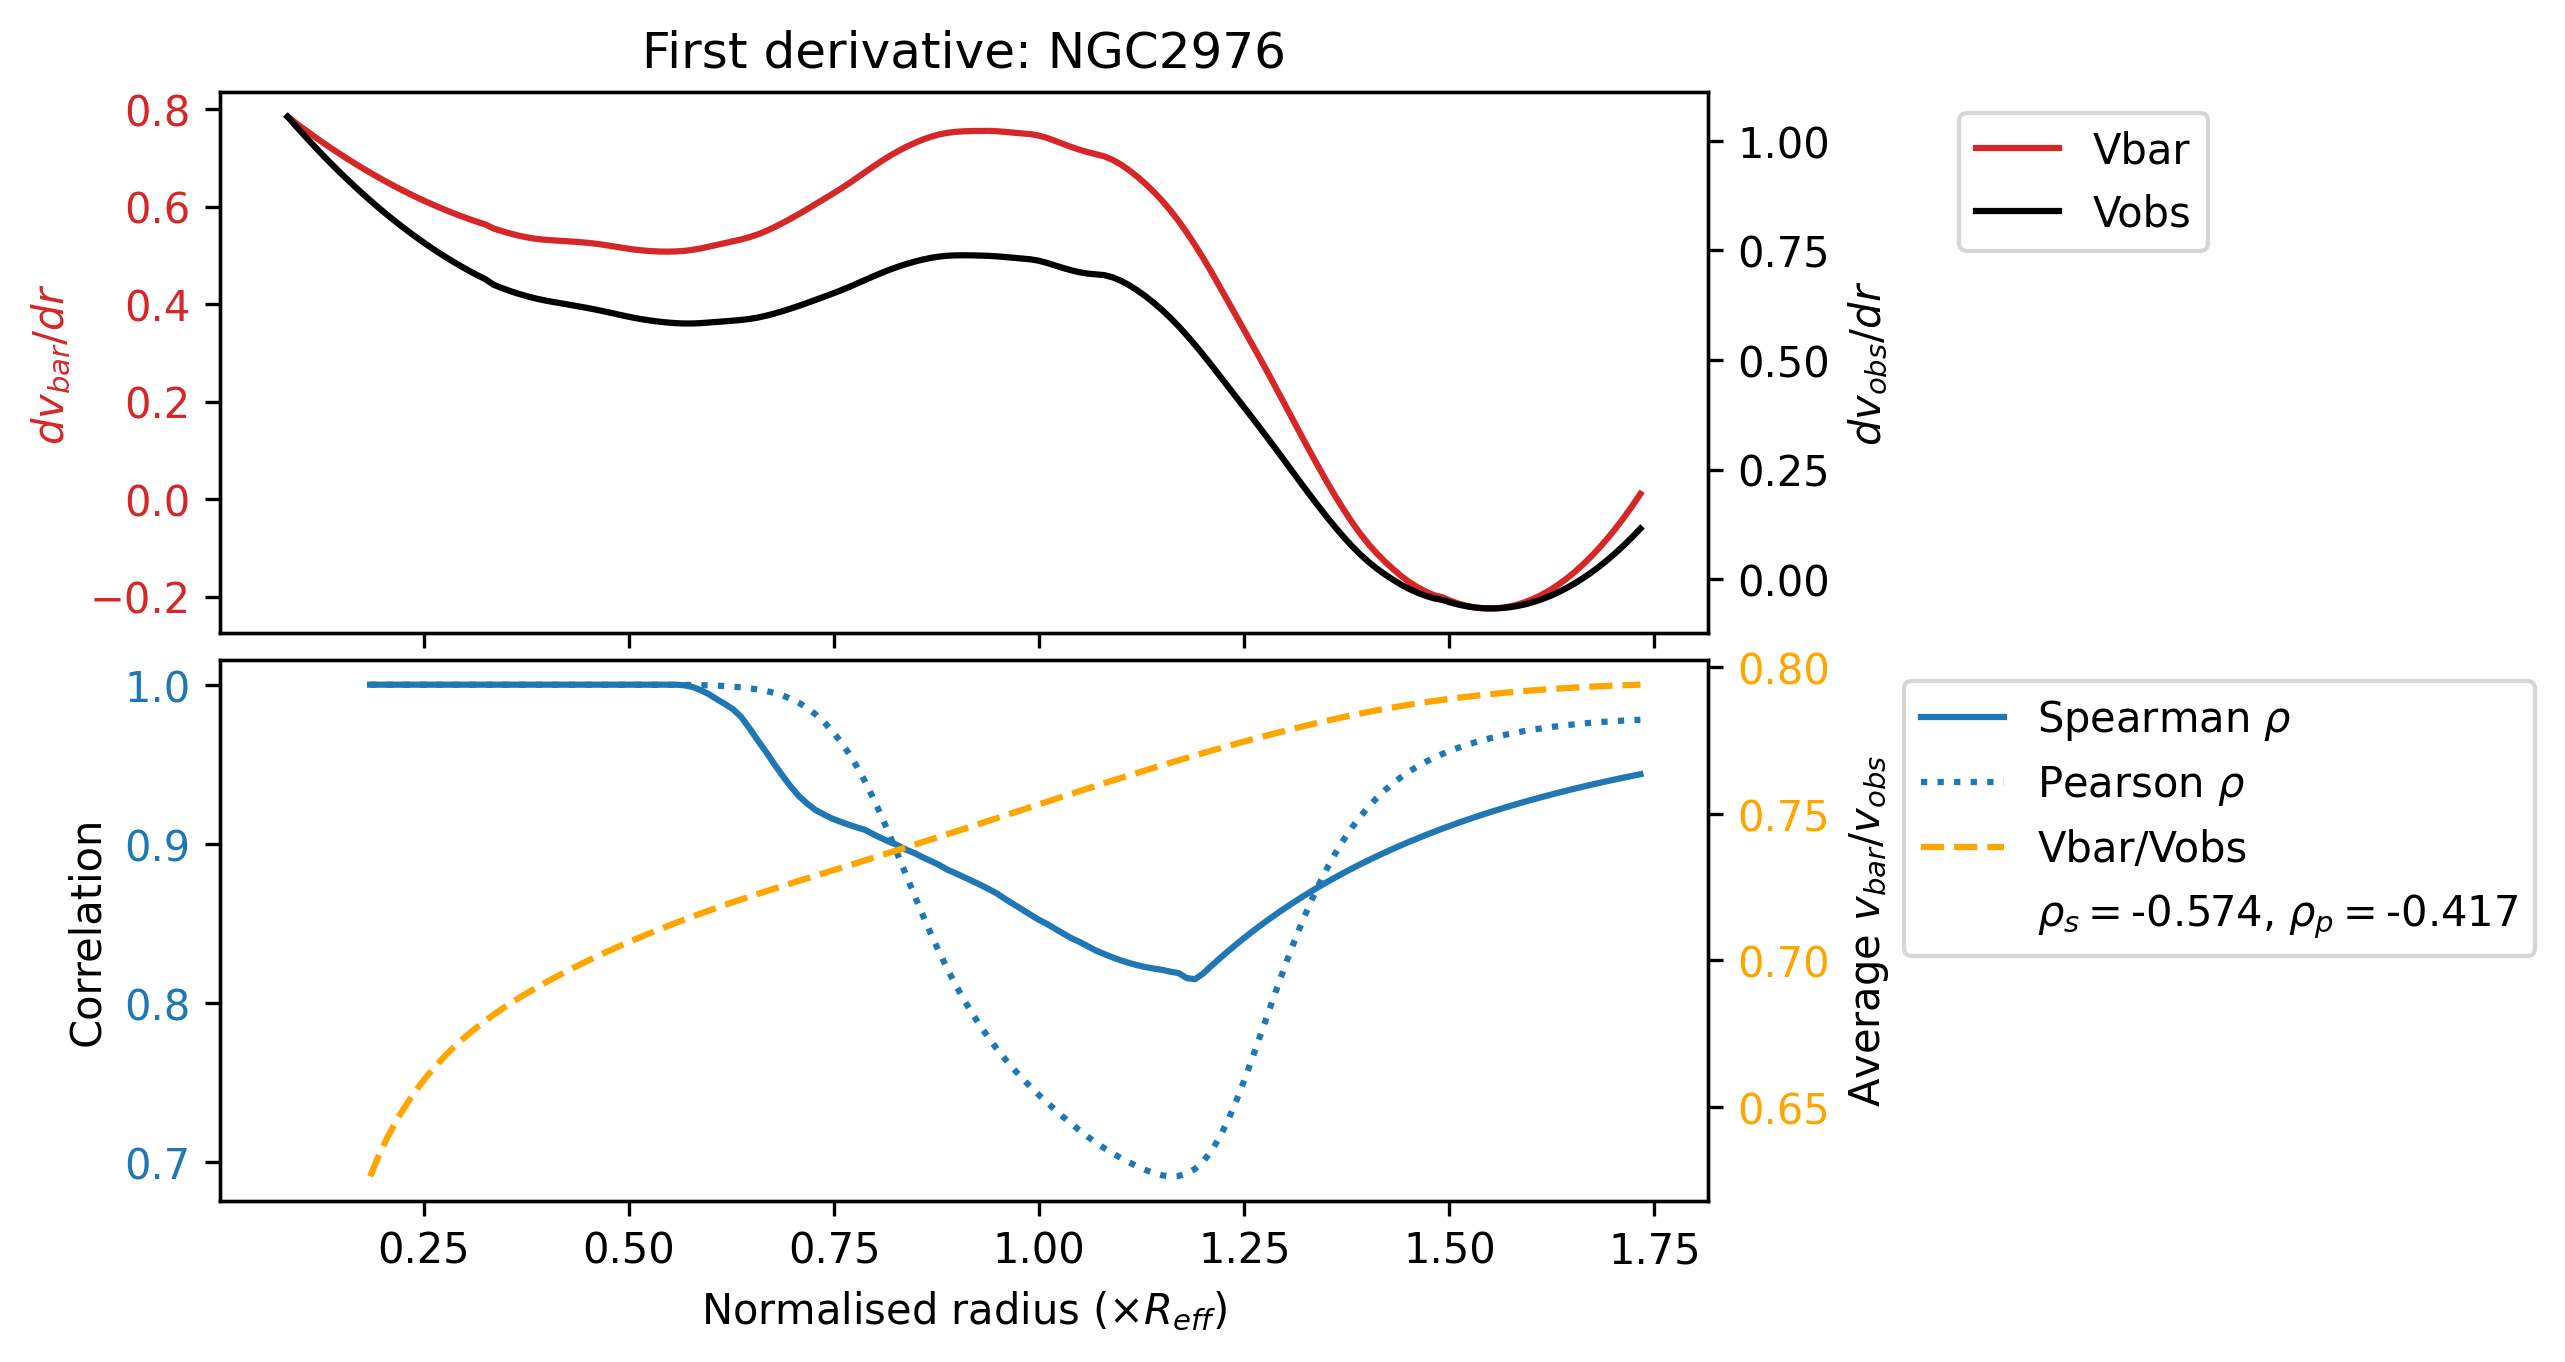 First derivative: NGC2976
0.8
0.6
0.4
0.2
0.0
−0.2
dv_bar/dr
1.00
0.75
0.50
0.25
0.00
dv_obs/dr
Vbar
Vobs
1.0
0.9
0.8
0.7
Correlation
0.80
0.75
0.70
0.65
Average v_bar/v_obs
Spearman ρ
Pearson ρ
Vbar/Vobs
ρ_s = -0.574, ρ_p = -0.417
0.25 0.50 0.75 1.00 1.25 1.50 1.75
Normalised radius (×R_eff)